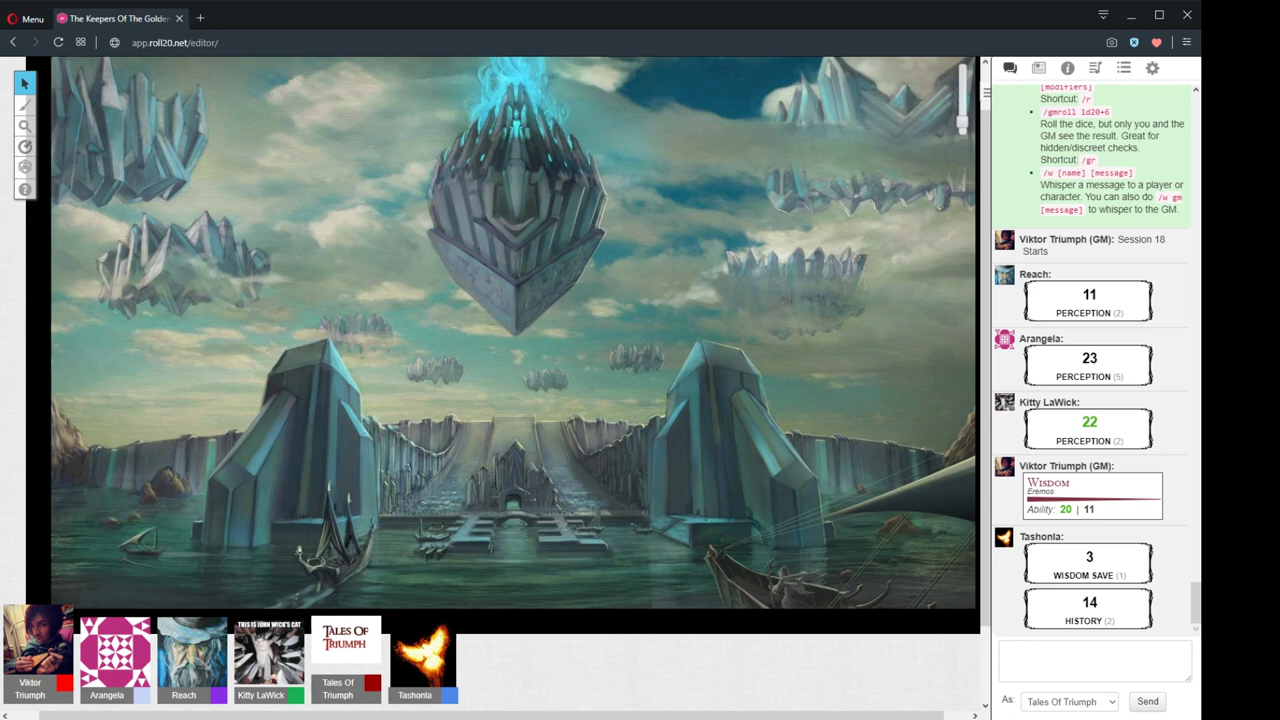 Menu
The Keepers Of The Golden
app.roll20.net/editor/
[modifiers]
Shortcut: /r
/gmroll 1d20+6
Roll the dice, but only you and the
GM see the result. Great for
hidden/discreet checks.
Shortcut: /gr
/w [name] [message]
Whisper a message to a player or
character. You can also do /w gm
[message] to whisper to the GM.
Viktor Triumph (GM): Session 18
Starts
Reach:
11
PERCEPTION (2)
Arangela:
23
PERCEPTION (5)
Kitty LaWick:
22
PERCEPTION (2)
Viktor Triumph (GM):
WISDOM
Eremos
Ability: 20 | 11
Tashonia:
3
WISDOM SAVE (1)
14
HISTORY (2)
As: Tales Of Triumph
Send
Viktor
Triumph
Arangela
Reach
THIS IS JOHN WICK'S CAT
Kitty LaWick
TALES OF
TRIUMPH
Tales Of
Triumph
Tashonia